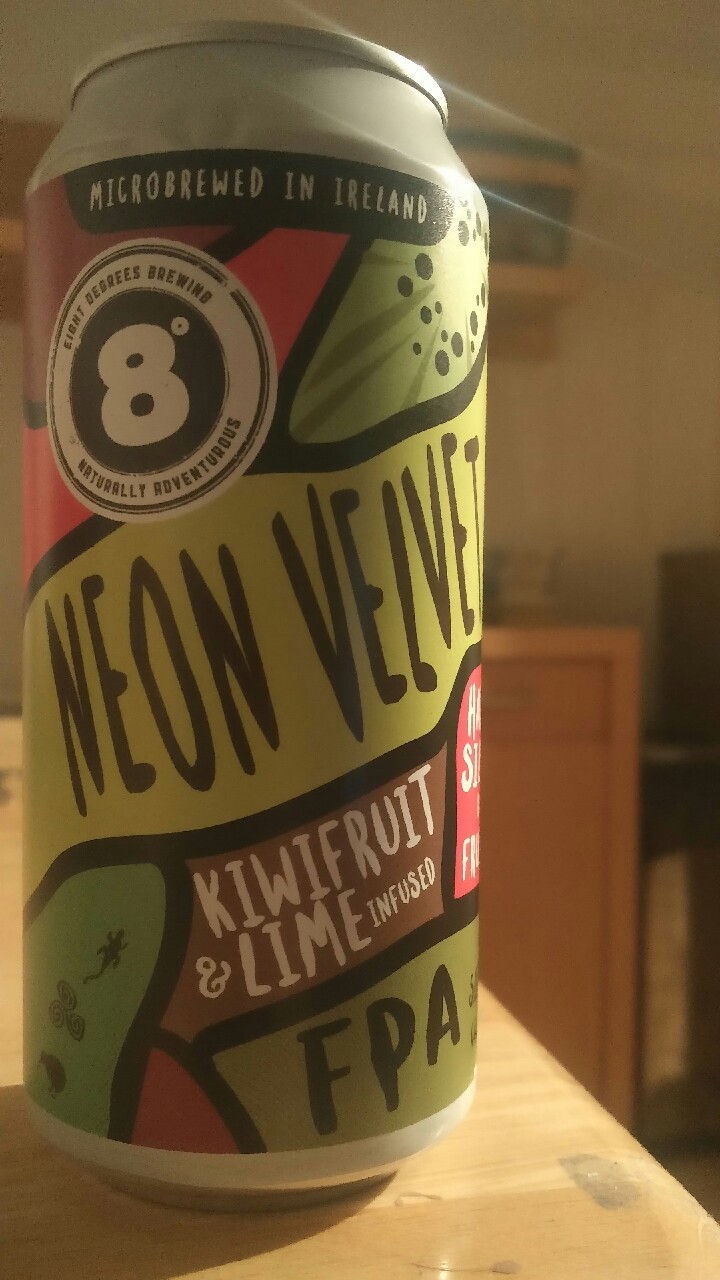 MICROBREWED IN IRELAND
EIGHT DEGREES BREWING
8°
NATURALLY ADVENTUROUS
NEON VELVET
KIWIFRUIT
& LIME INFUSED
FPA